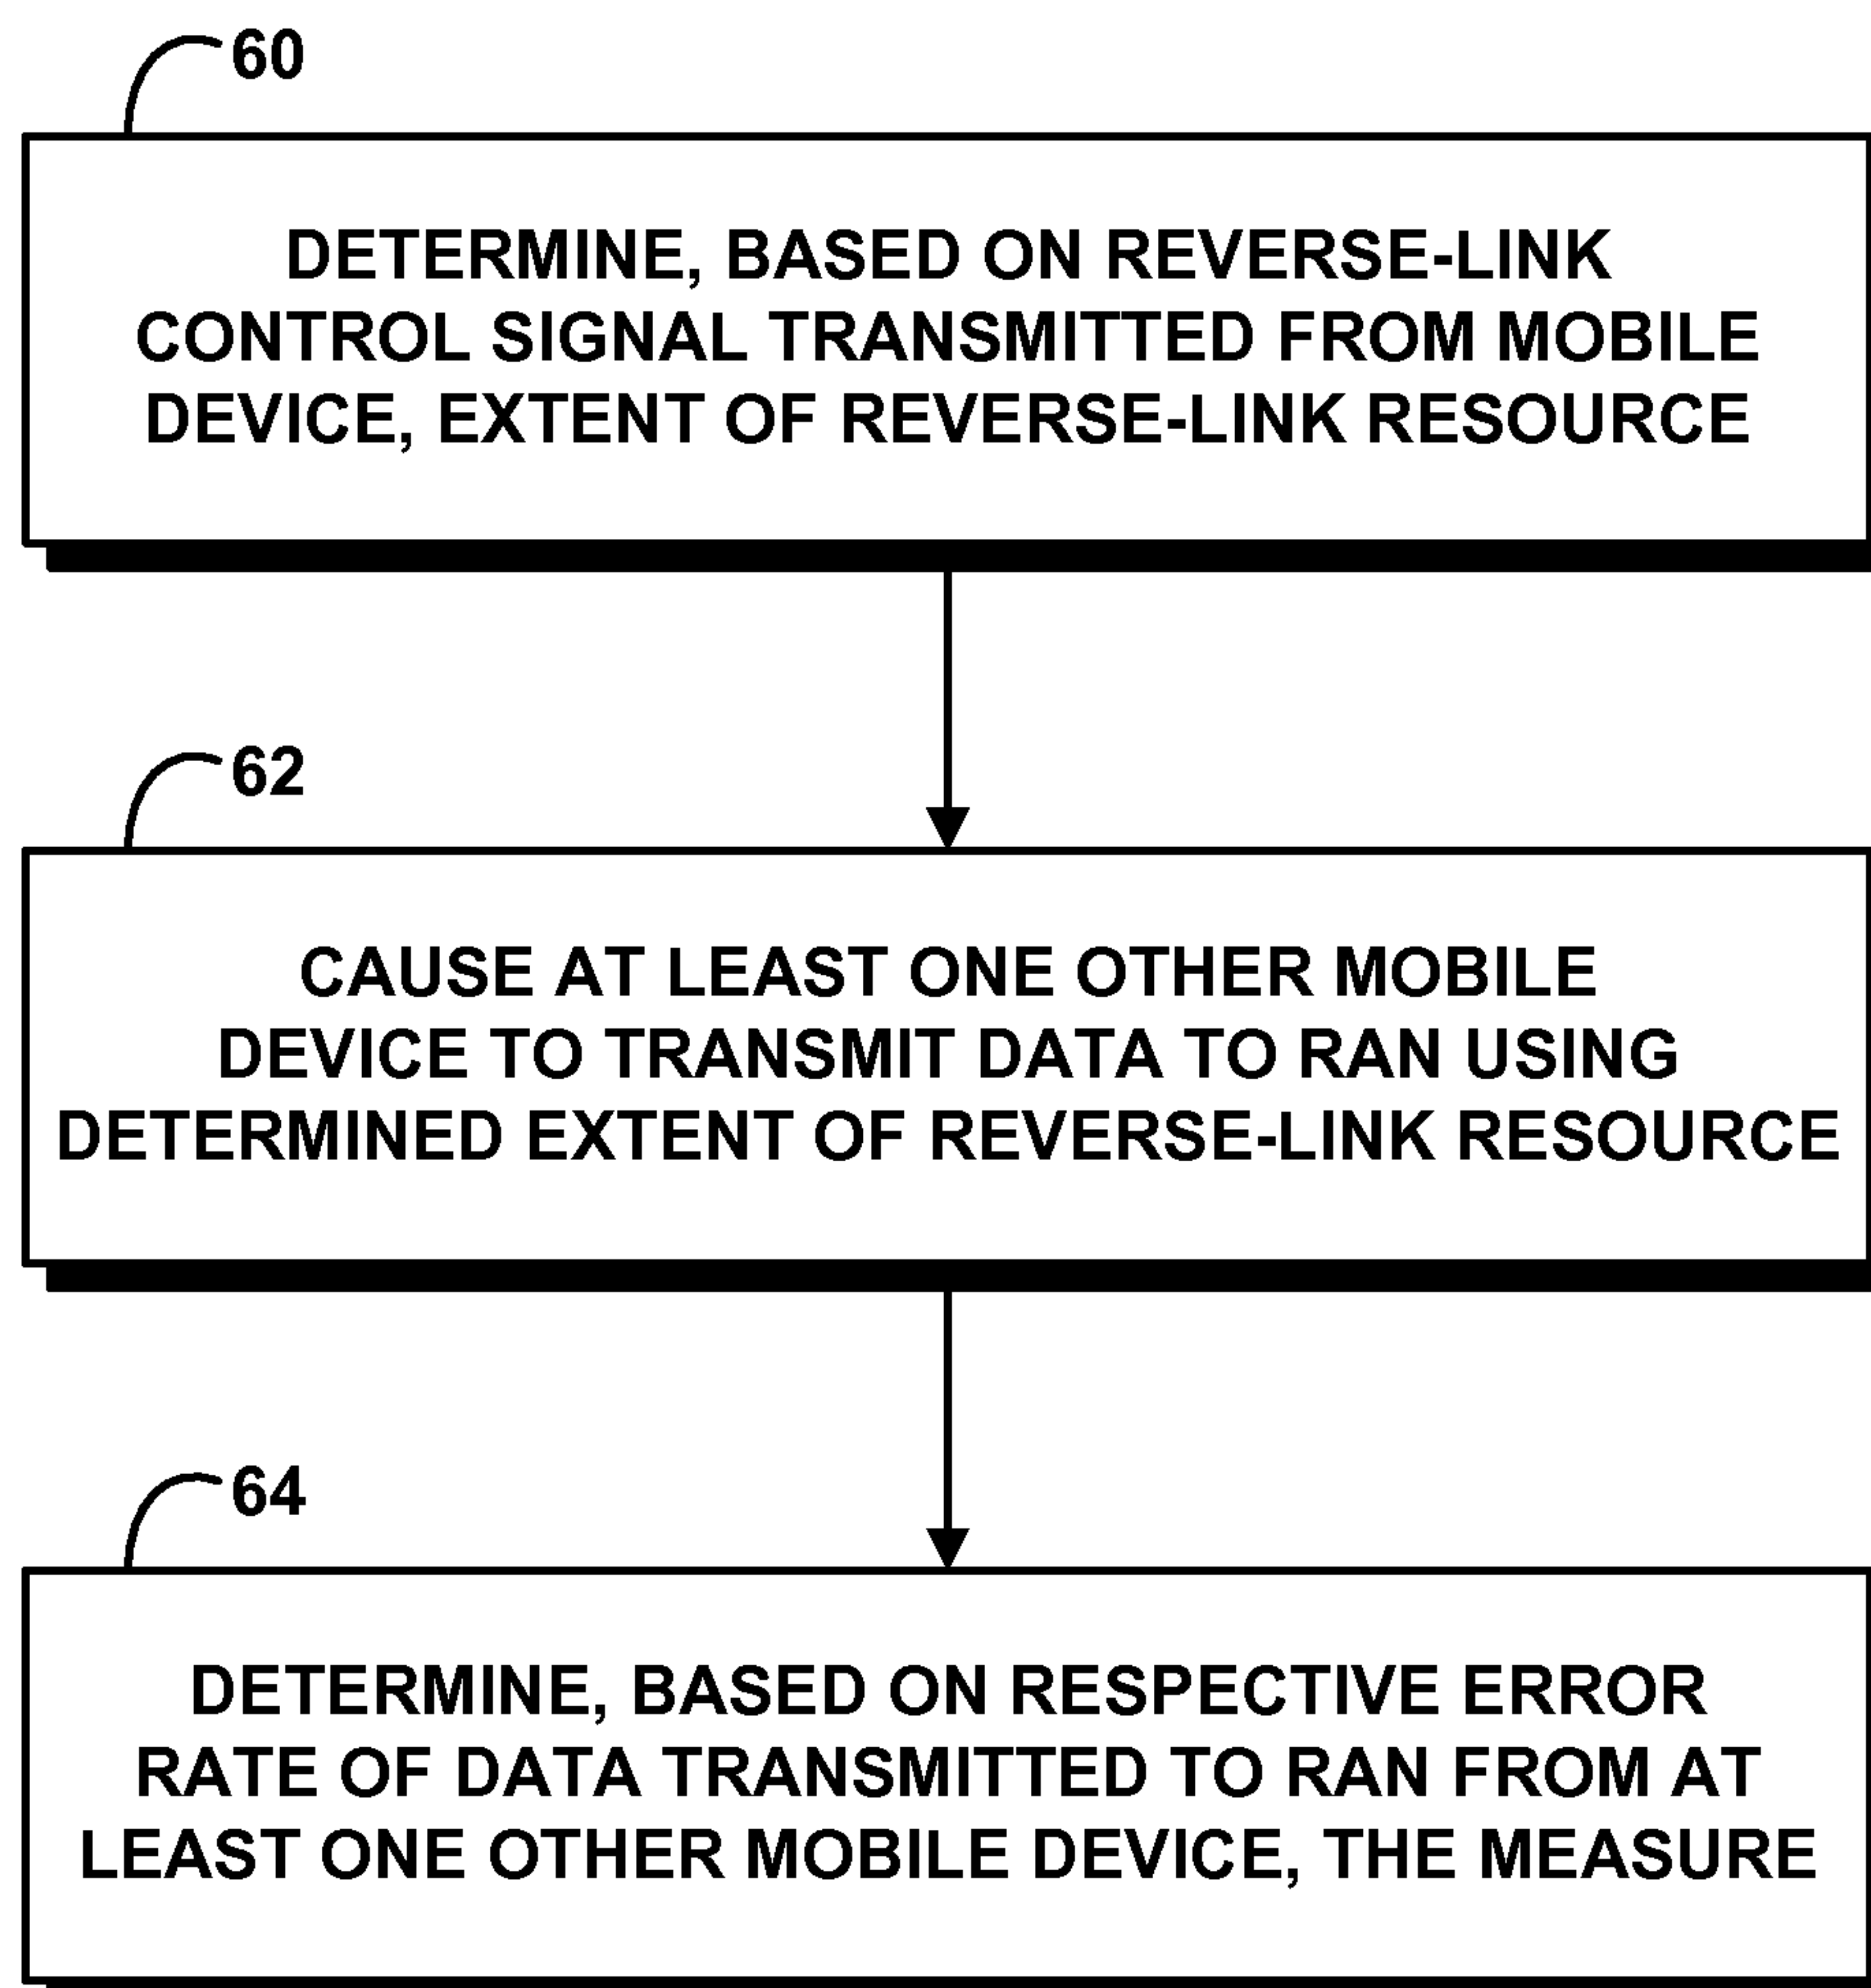 60
DETERMINE, BASED ON REVERSE-LINK
CONTROL SIGNAL TRANSMITTED FROM MOBILE
DEVICE, EXTENT OF REVERSE-LINK RESOURCE
62
CAUSE AT LEAST ONE OTHER MOBILE
DEVICE TO TRANSMIT DATA TO RAN USING
DETERMINED EXTENT OF REVERSE-LINK RESOURCE
64
DETERMINE, BASED ON RESPECTIVE ERROR
RATE OF DATA TRANSMITTED TO RAN FROM AT
LEAST ONE OTHER MOBILE DEVICE, THE MEASURE